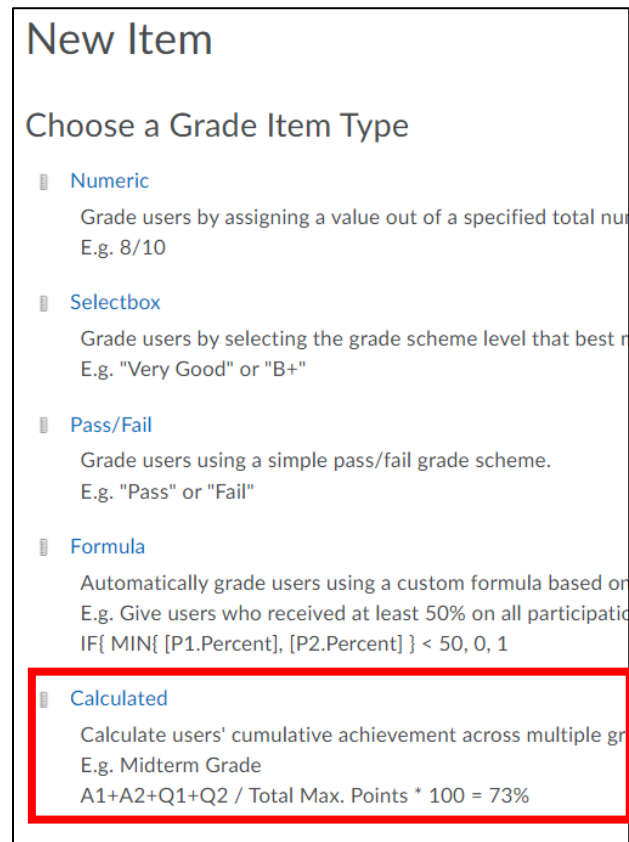 New Item
Choose a Grade Item Type
Numeric
Grade users by assigning a value out of a specified total
E.g. 8/10
Selectbox
Grade users by selecting the grade scheme level that best
E.g. "Very Good" or "B+"
Pass/Fail
Grade users using a simple pass/fail grade scheme.
E.g. "Pass" or "Fail"
Formula
Automatically grade users using a custom formula based on
E.g. Give users who received at least 50% on all
IF{ MIN{ [P1.Percent], [P2.Percent] } < 50, 0, 1
Calculated
Calculate users' cumulative achievement across multiple
E.g. Midterm Grade
A1+A2+Q1+Q2 / Total Max. Points * 100 = 73%